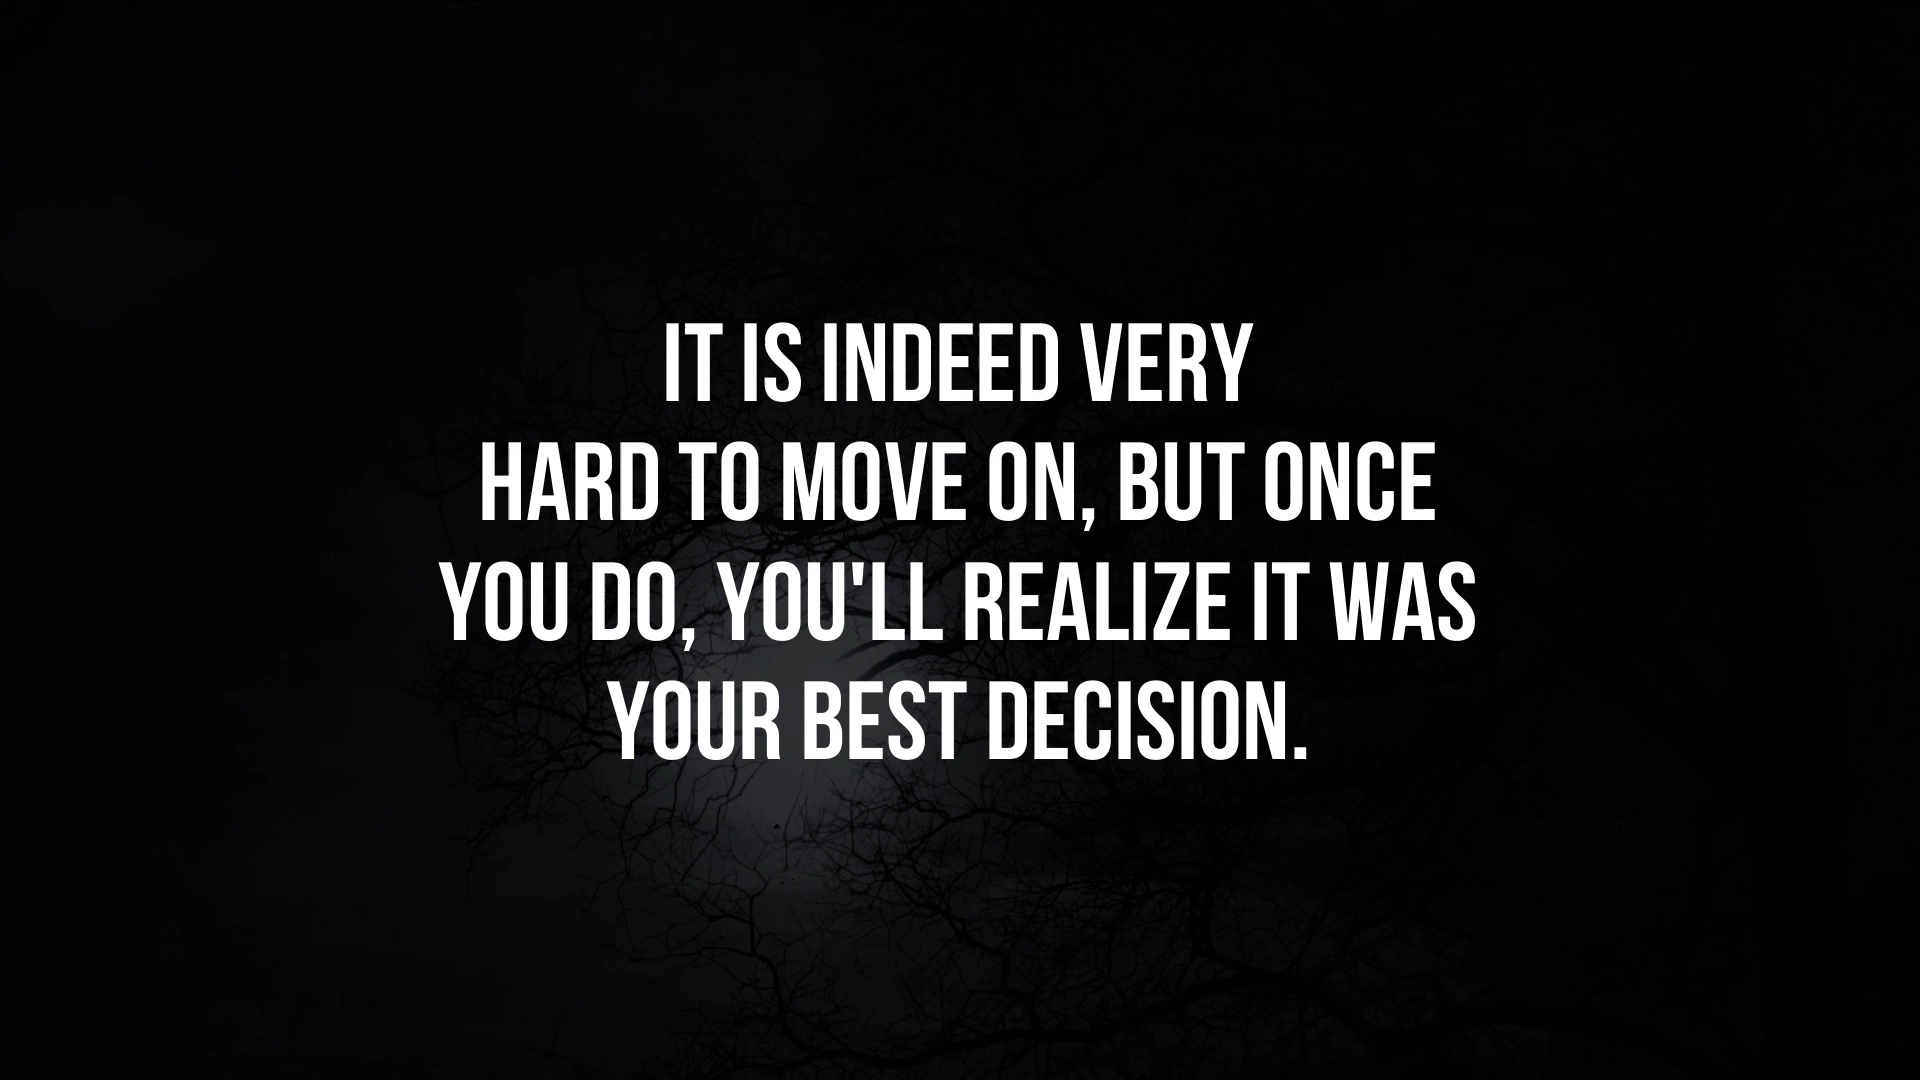 IT IS INDEED VERY
HARD TO MOVE ON, BUT ONCE
YOU DO, YOU'LL REALIZE IT WAS
YOUR BEST DECISION.